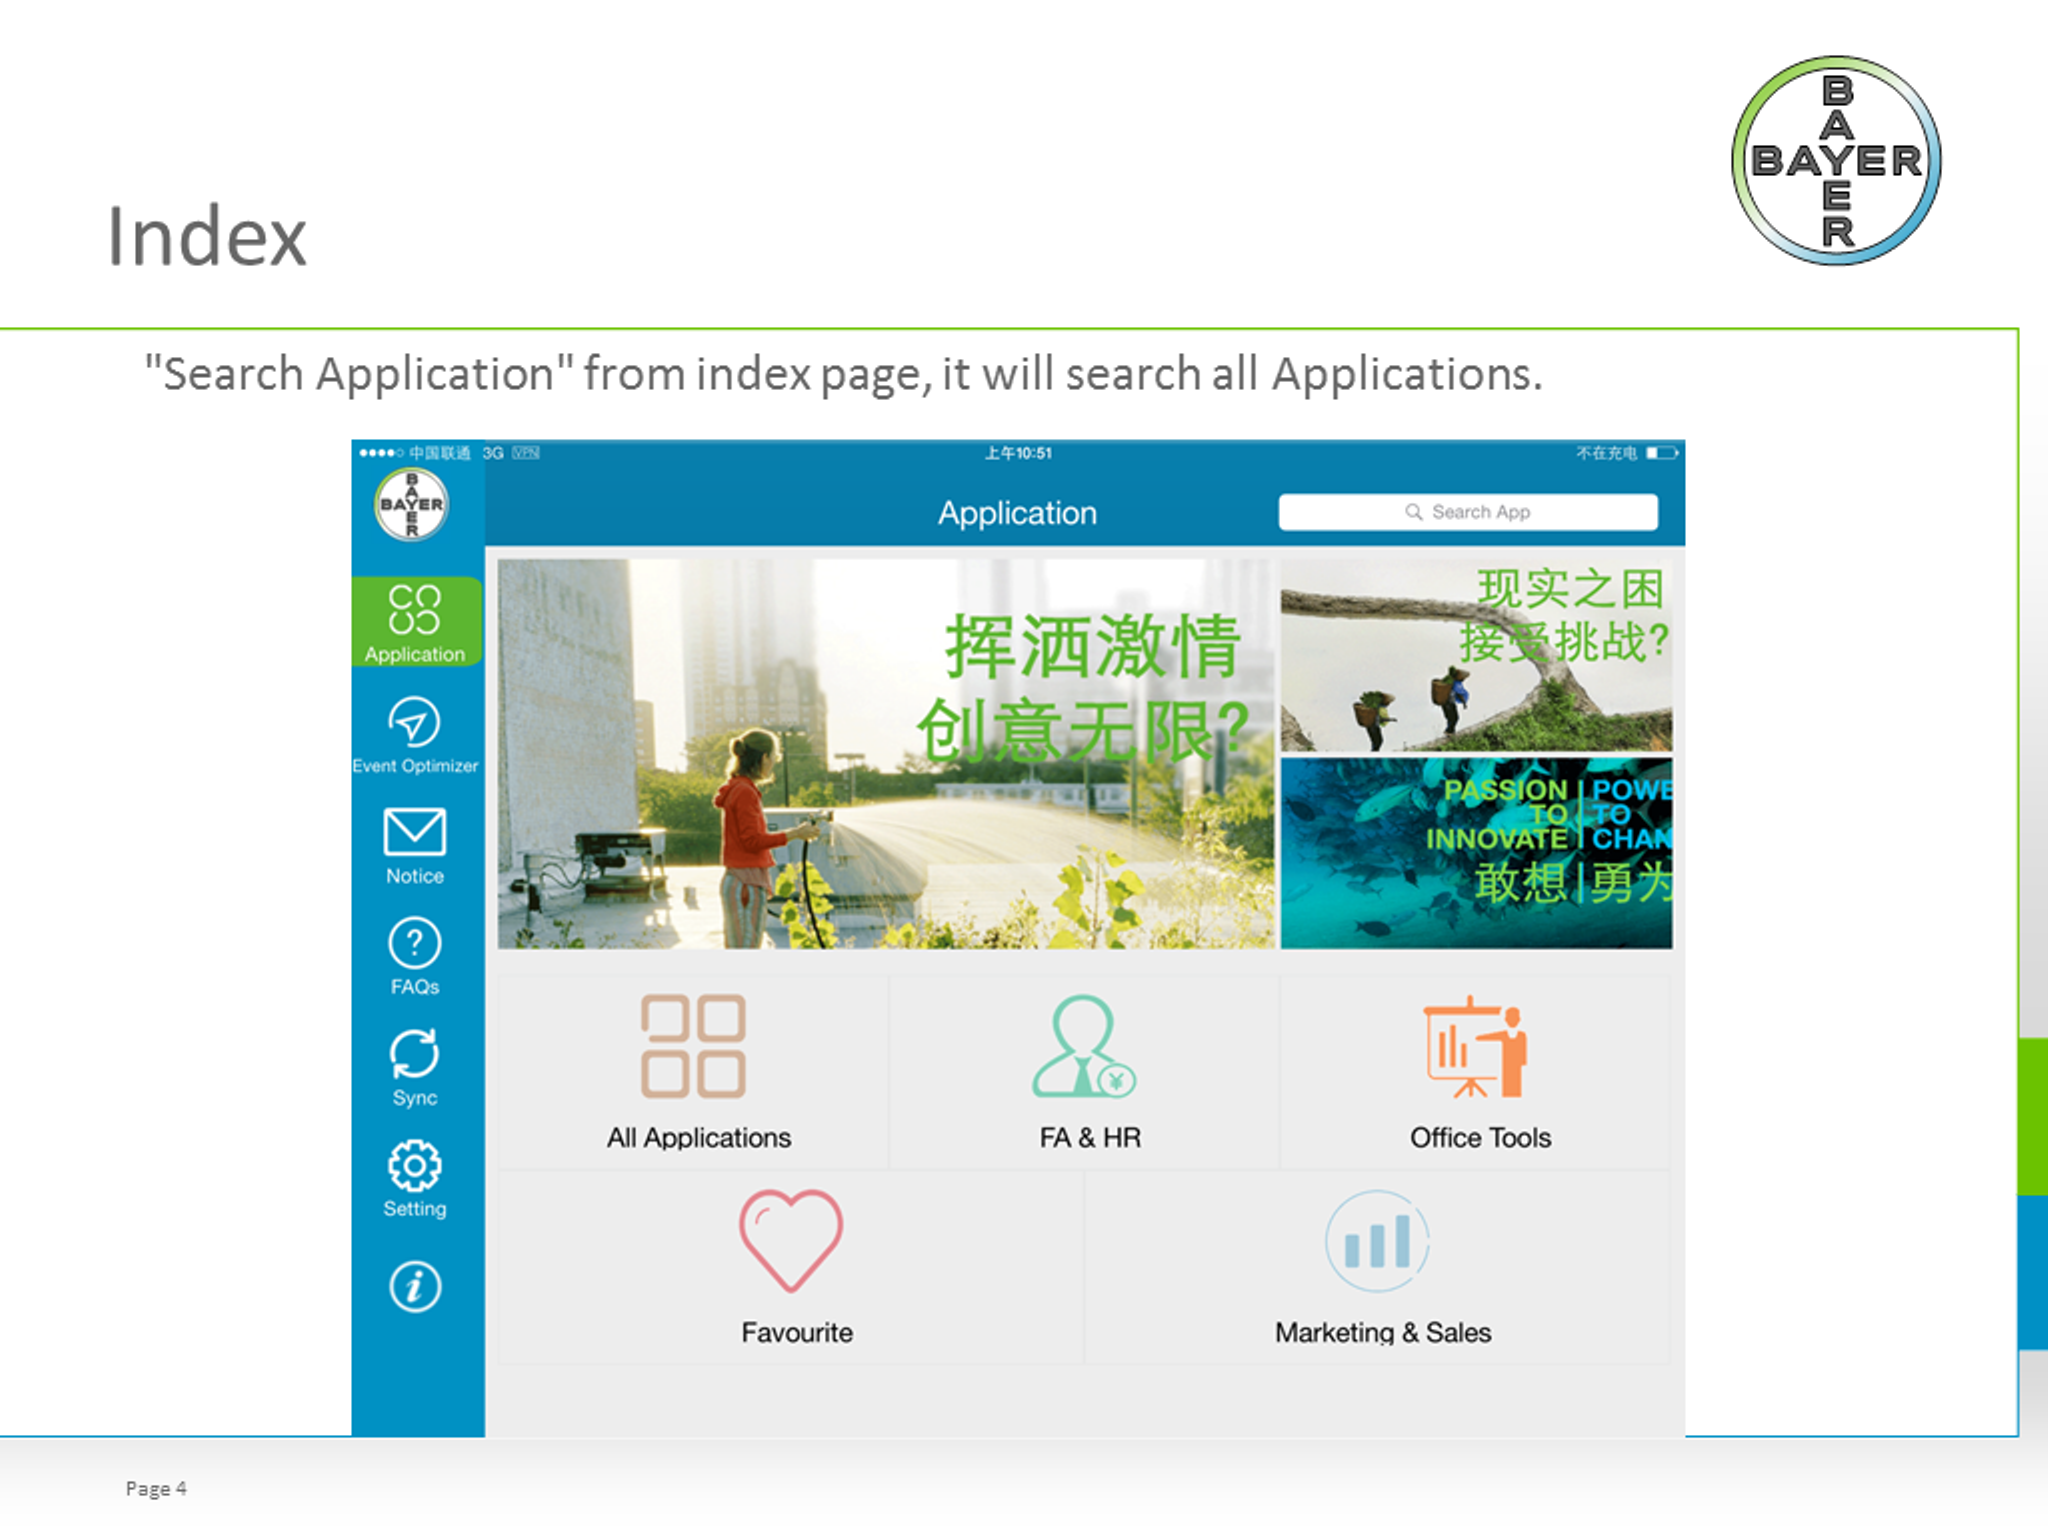 BAYER
BAYER
Index
"Search Application" from index page, it will search all Applications.
中国联通 3G VPN
上午10:51
不在充电
BAYER
BAYER
Application
Search App
Application
Event Optimizer
Notice
FAQs
Sync
Setting
挥洒激情
创意无限?
现实之困
接受挑战?
PASSION | POWE
TO | TO
INNOVATE | CHAN
敢想 | 勇为
All Applications
FA & HR
Office Tools
Favourite
Marketing & Sales
Page 4